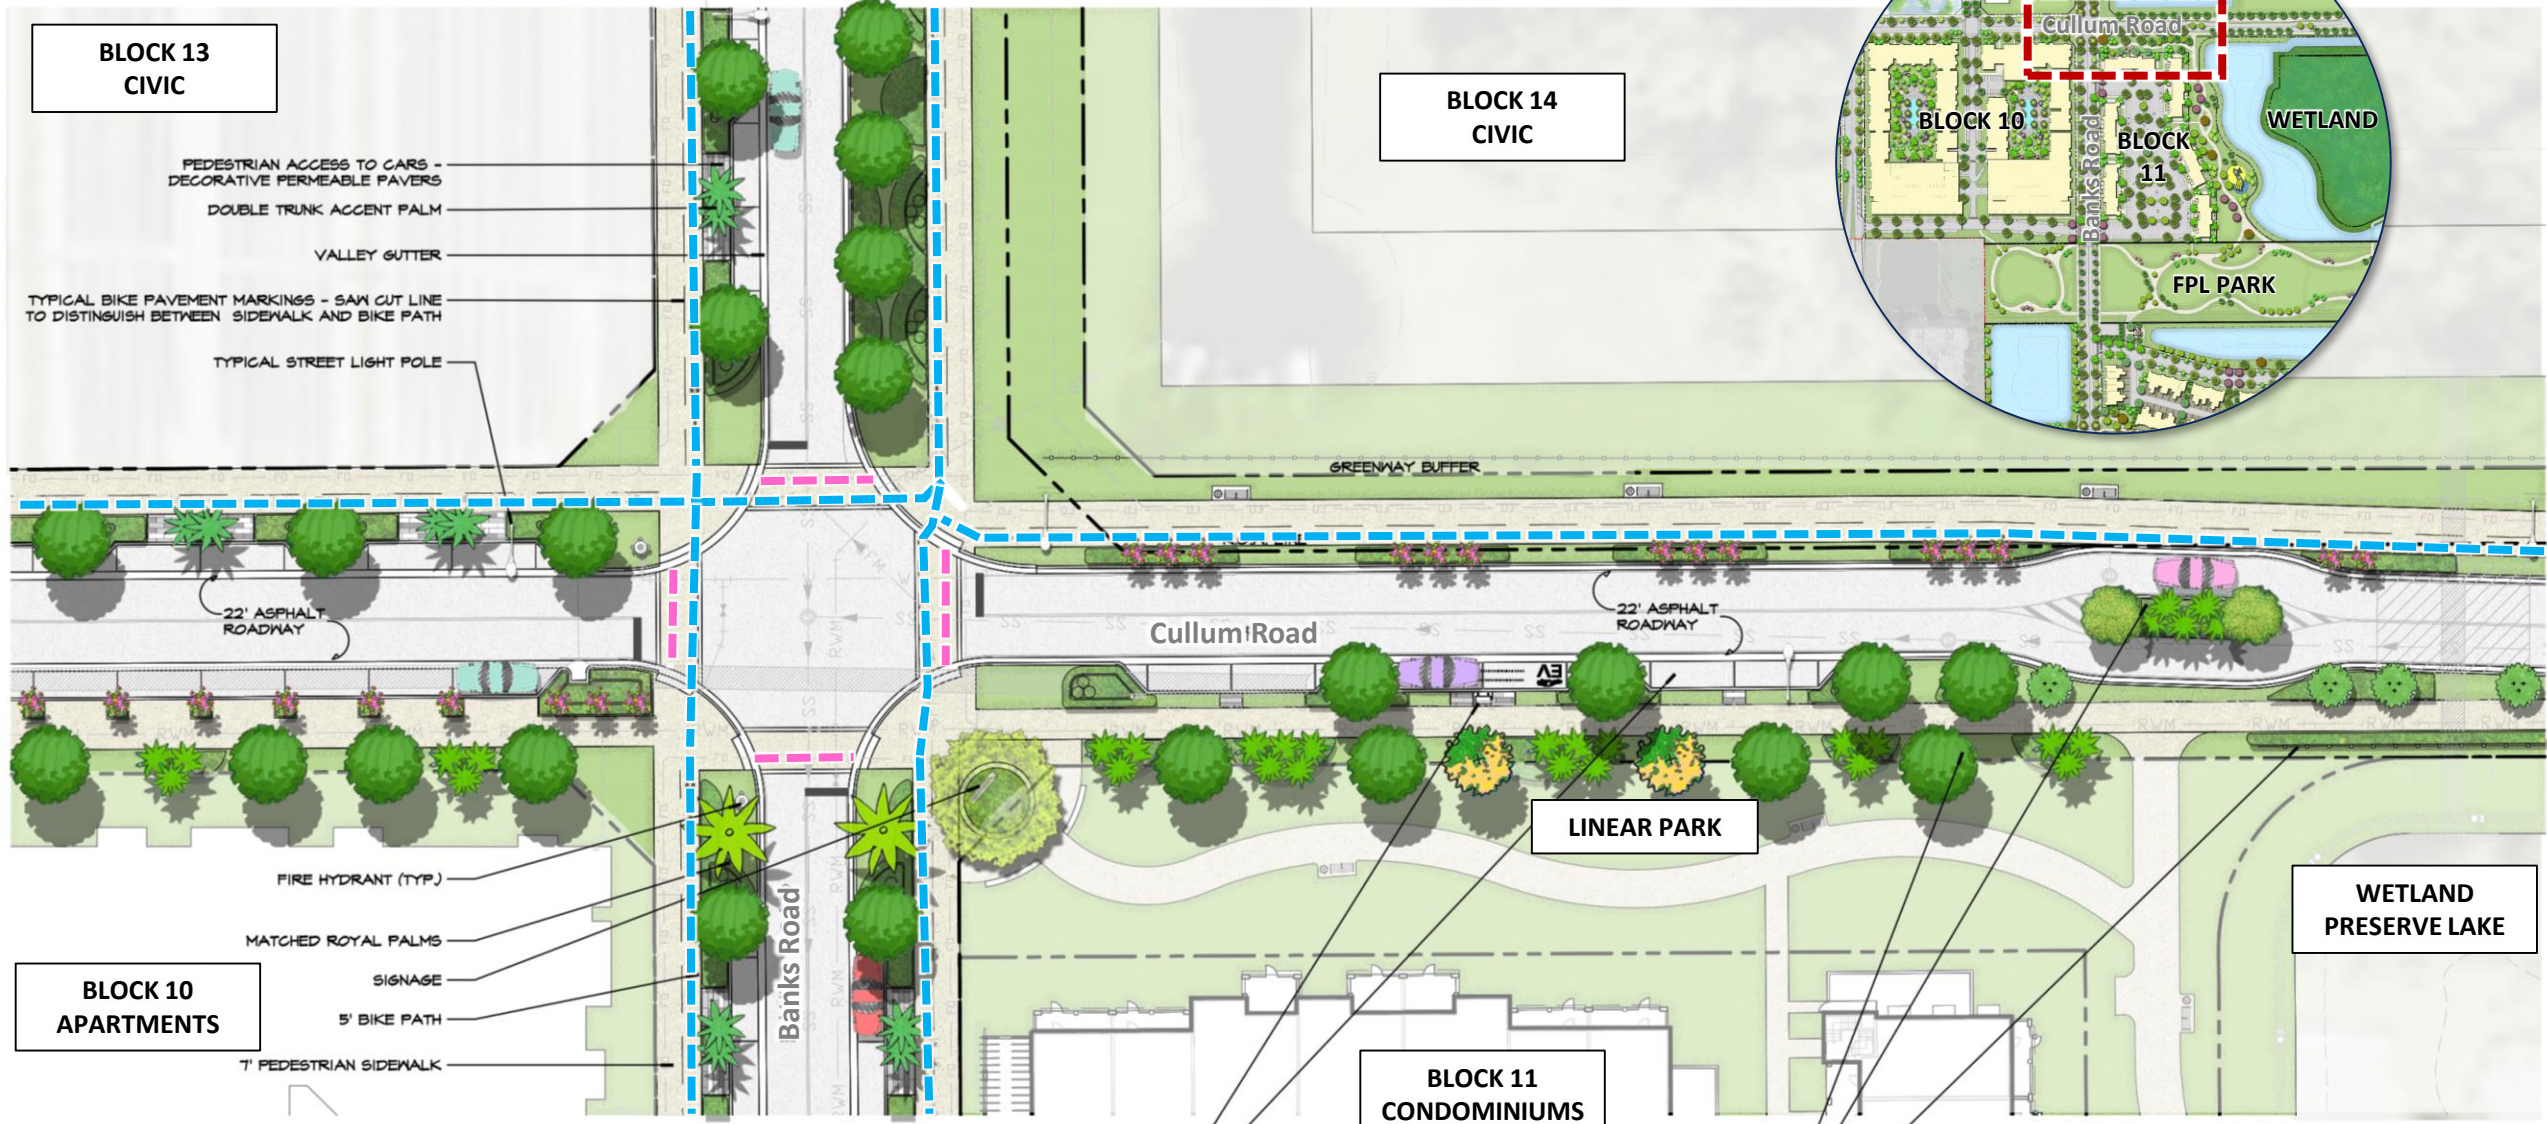 BLOCK 13
CIVIC
BLOCK 14
CIVIC
Cullum Road
BLOCK 10
Banks Road
BLOCK
11
WETLAND
FPL PARK
PEDESTRIAN ACCESS TO CARS -
DECORATIVE PERMEABLE PAVERS
DOUBLE TRUNK ACCENT PALM
VALLEY GUTTER
TYPICAL BIKE PAVEMENT MARKINGS - SAW CUT LINE
TO DISTINGUISH BETWEEN SIDEWALK AND BIKE PATH
TYPICAL STREET LIGHT POLE
GREENWAY BUFFER
22' ASPHALT
ROADWAY
Cullum Road
22' ASPHALT
ROADWAY
EV
LINEAR PARK
FIRE HYDRANT (TYP.)
MATCHED ROYAL PALMS
SIGNAGE
5' BIKE PATH
7' PEDESTRIAN SIDEWALK
Banks Road
BLOCK 10
APARTMENTS
WETLAND
PRESERVE LAKE
BLOCK 11
CONDOMINIUMS